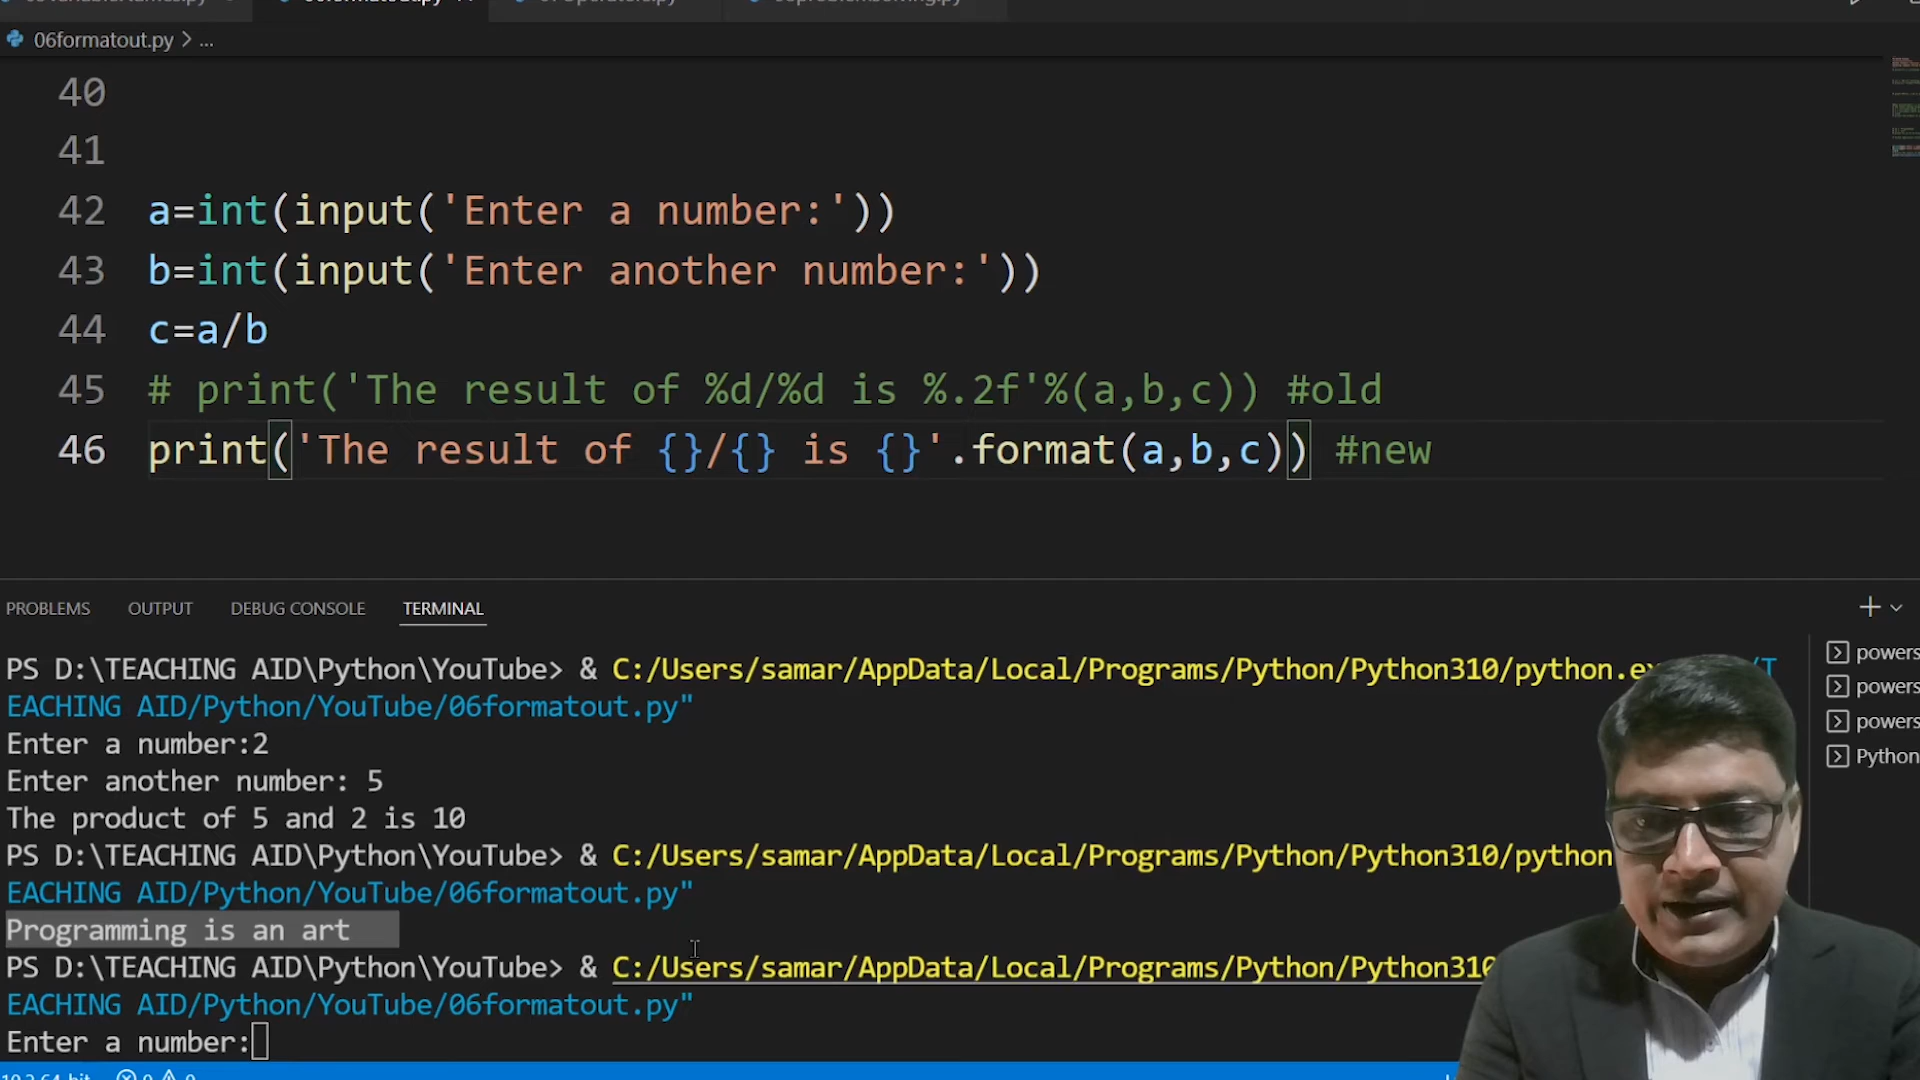 06formatout.py > ...
40
41
42 a=int(input('Enter a number:'))
43 b=int(input('Enter another number:'))
44 c=a/b
45 # print('The result of %d/%d is %.2f'%(a,b,c)) #old
46 print('The result of {}/{} is {}'.format(a,b,c)) #new
PROBLEMS OUTPUT DEBUG CONSOLE TERMINAL
PS D:\TEACHING AID\Python\YouTube> & C:/Users/samar/AppData/Local/Programs/Python/Python310/python.ex /T
EACHING AID/Python/YouTube/06formatout.py"
Enter a number:2
Enter another number: 5
The product of 5 and 2 is 10
PS D:\TEACHING AID\Python\YouTube> & C:/Users/samar/AppData/Local/Programs/Python/Python310/python
EACHING AID/Python/YouTube/06formatout.py"
Programming is an art
PS D:\TEACHING AID\Python\YouTube> & C:/Users/samar/AppData/Local/Programs/Python/Python310
EACHING AID/Python/YouTube/06formatout.py"
Enter a number:
powers
powers
powers
Python